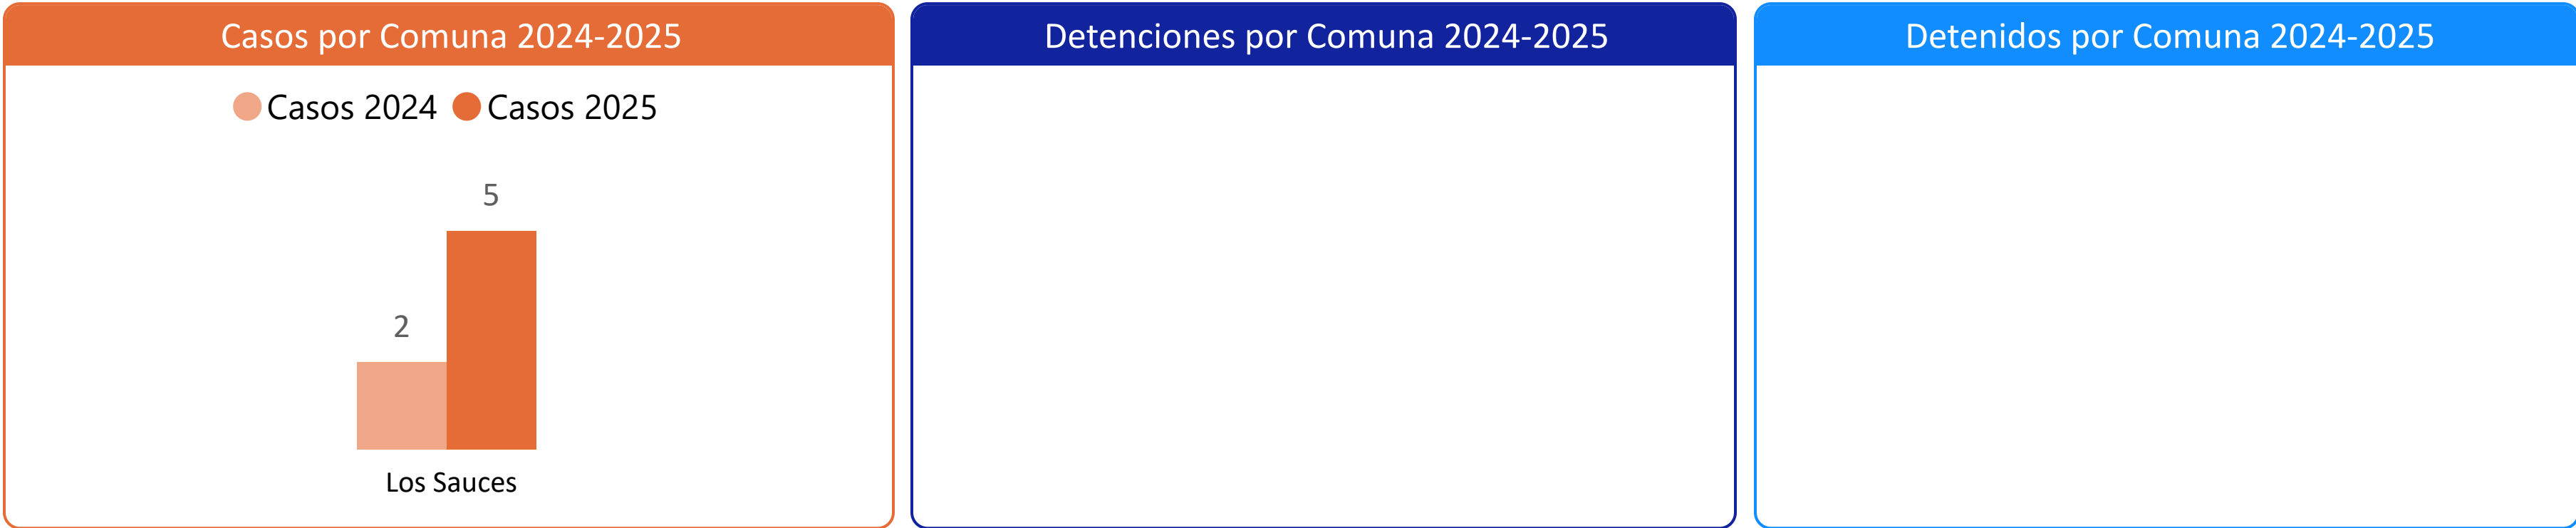 Casos por Comuna 2024-2025
Casos 2024 Casos 2025
5
2
Los Sauces
Detenciones por Comuna 2024-2025
Detenidos por Comuna 2024-2025